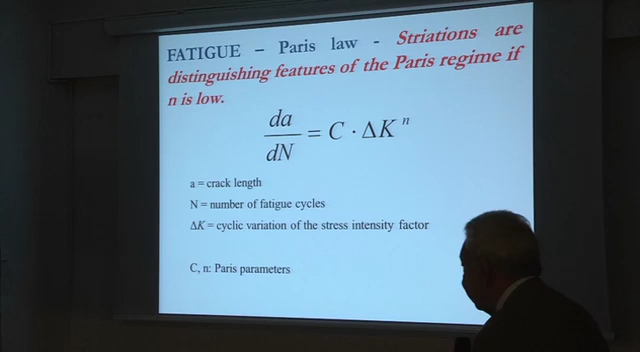 FATIGUE – Paris law - Striations are
distinguishing features of the Paris regime if
n is low.
da/dN = C · ΔK^n
a = crack length
N = number of fatigue cycles
ΔK = cyclic variation of the stress intensity factor
C, n: Paris parameters